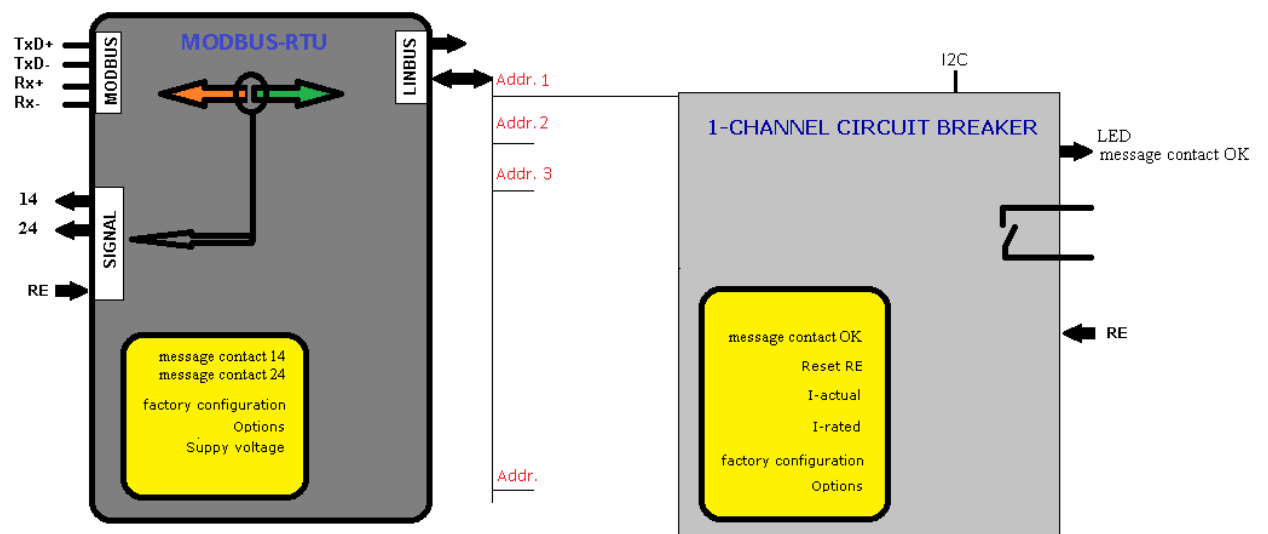 MODBUS-RTU
TxD+
TxD-
Rx+
Rx-
MODBUS
LINBUS
14
24
RE
SIGNAL
message contact 14
message contact 24
factory configuration
Options
Suppy voltage
Addr. 1
Addr. 2
Addr. 3
Addr.
I2C
1-CHANNEL CIRCUIT BREAKER
LED
message contact OK
RE
message contact OK
Reset RE
I-actual
I-rated
factory configuration
Options